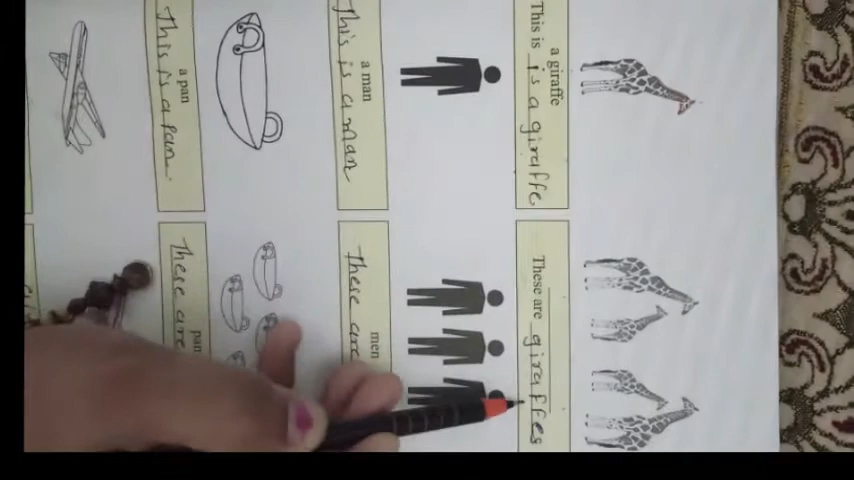 a giraffe
This is is a giraffe
These are giraffes
a man
This is a man
men
These are
a pan
This is a pan.
pan
These are